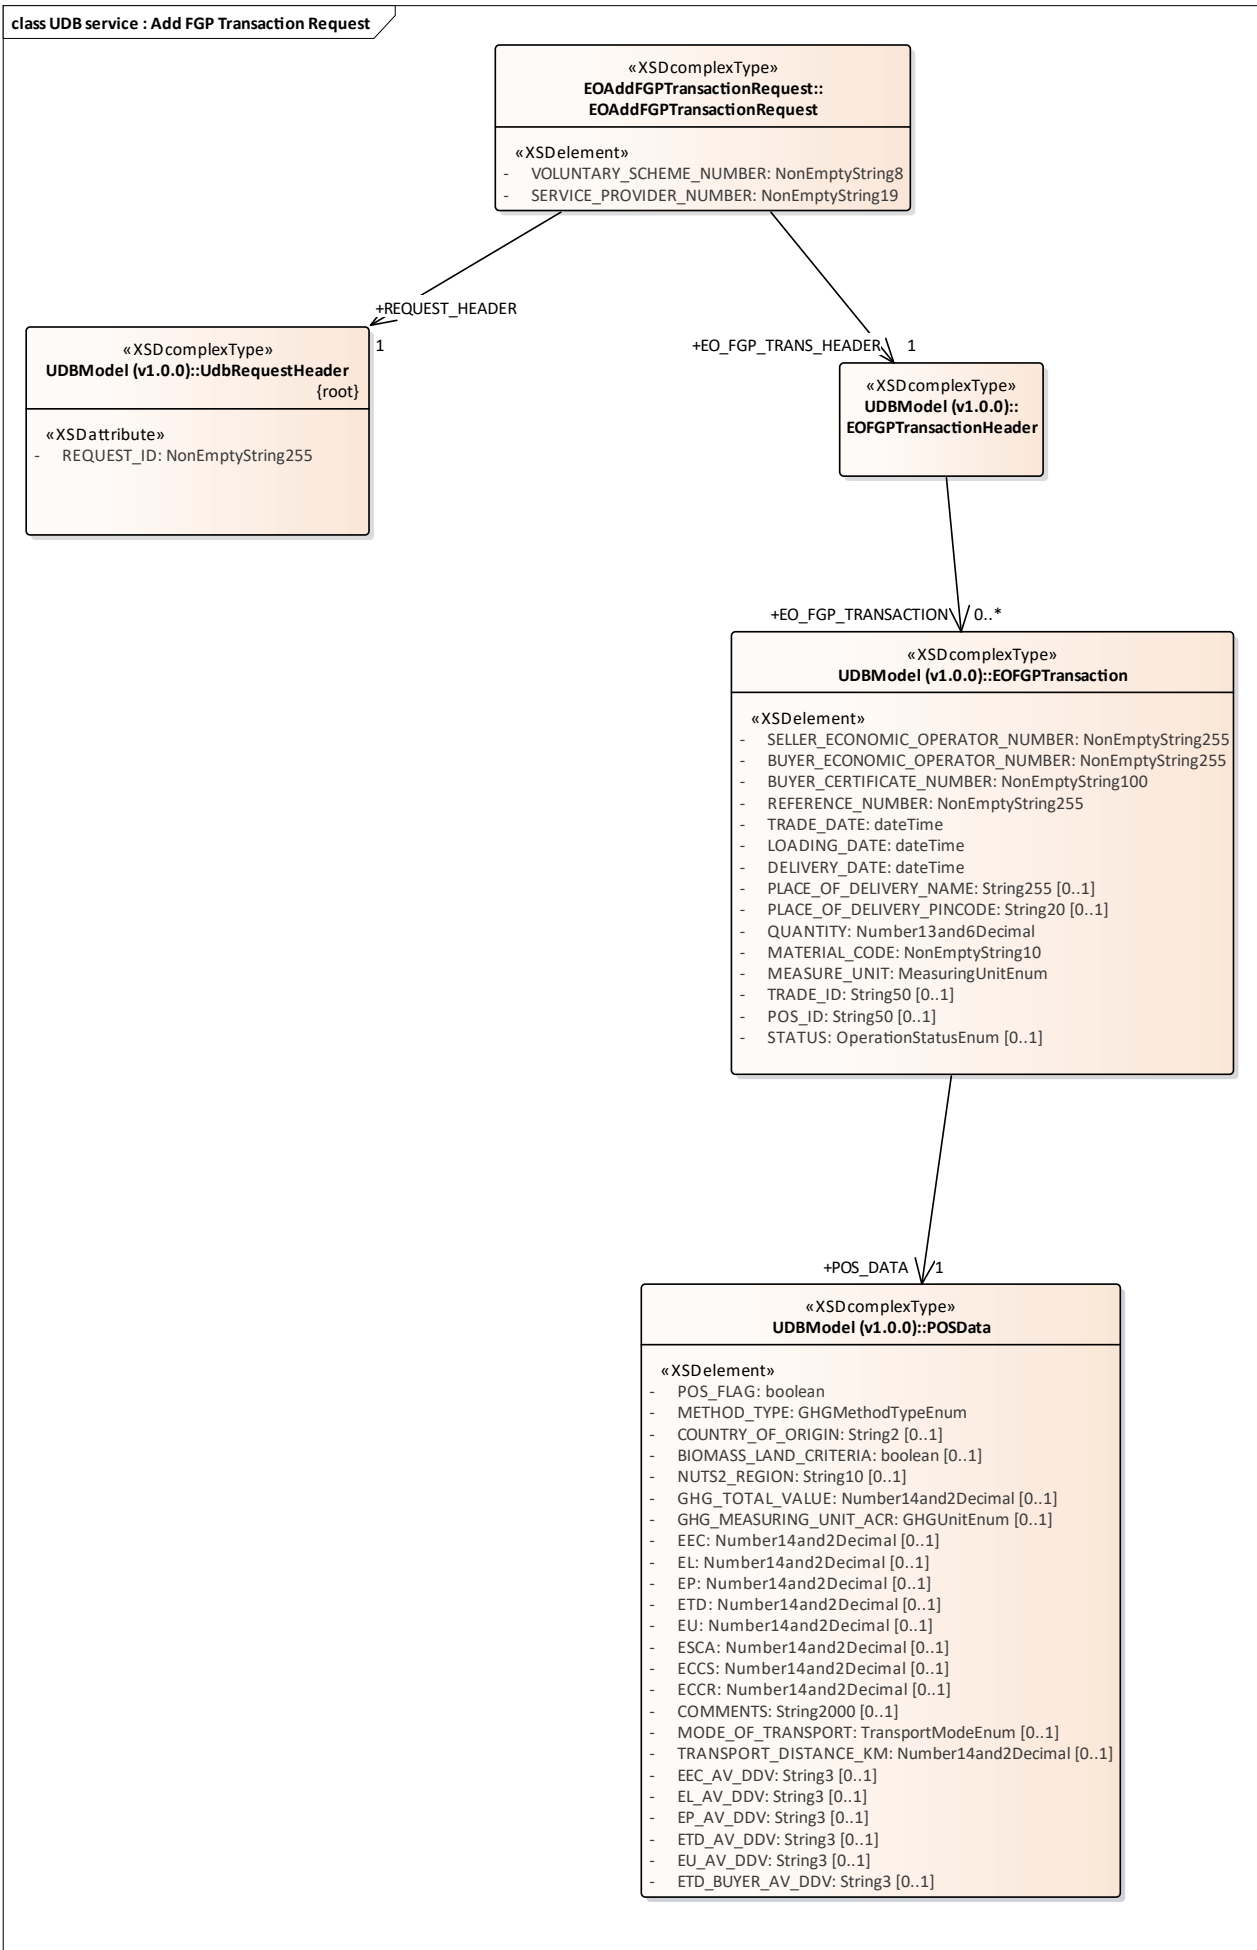 class UDB service : Add FGP Transaction Request
«XSDcomplexType»
EOAddFGPTransactionRequest::
EOAddFGPTransactionRequest
«XSDelement»
- VOLUNTARY_SCHEME_NUMBER: NonEmptyString8
- SERVICE_PROVIDER_NUMBER: NonEmptyString19
+REQUEST_HEADER
1
«XSDcomplexType»
UDBModel (v1.0.0)::UdbRequestHeader
{root}
«XSDattribute»
- REQUEST_ID: NonEmptyString255
+EO_FGP_TRANS_HEADER
1
«XSDcomplexType»
UDBModel (v1.0.0)::
EOFGPTransactionHeader
+EO_FGP_TRANSACTION
0..*
«XSDcomplexType»
UDBModel (v1.0.0)::EOFGPTransaction
«XSDelement»
- SELLER_ECONOMIC_OPERATOR_NUMBER: NonEmptyString255
- BUYER_ECONOMIC_OPERATOR_NUMBER: NonEmptyString255
- BUYER_CERTIFICATE_NUMBER: NonEmptyString100
- REFERENCE_NUMBER: NonEmptyString255
- TRADE_DATE: dateTime
- LOADING_DATE: dateTime
- DELIVERY_DATE: dateTime
- PLACE_OF_DELIVERY_NAME: String255 [0..1]
- PLACE_OF_DELIVERY_PINCODE: String20 [0..1]
- QUANTITY: Number13and6Decimal
- MATERIAL_CODE: NonEmptyString10
- MEASURE_UNIT: MeasuringUnitEnum
- TRADE_ID: String50 [0..1]
- POS_ID: String50 [0..1]
- STATUS: OperationStatusEnum [0..1]
+POS_DATA
1
«XSDcomplexType»
UDBModel (v1.0.0)::POSData
«XSDelement»
- POS_FLAG: boolean
- METHOD_TYPE: GHGMethodTypeEnum
- COUNTRY_OF_ORIGIN: String2 [0..1]
- BIOMASS_LAND_CRITERIA: boolean [0..1]
- NUTS2_REGION: String10 [0..1]
- GHG_TOTAL_VALUE: Number14and2Decimal [0..1]
- GHG_MEASURING_UNIT_ACR: GHGUnitEnum [0..1]
- EEC: Number14and2Decimal [0..1]
- EL: Number14and2Decimal [0..1]
- EP: Number14and2Decimal [0..1]
- ETD: Number14and2Decimal [0..1]
- EU: Number14and2Decimal [0..1]
- ESCA: Number14and2Decimal [0..1]
- ECCS: Number14and2Decimal [0..1]
- ECCR: Number14and2Decimal [0..1]
- COMMENTS: String2000 [0..1]
- MODE_OF_TRANSPORT: TransportModeEnum [0..1]
- TRANSPORT_DISTANCE_KM: Number14and2Decimal [0..1]
- EEC_AV_DDV: String3 [0..1]
- EL_AV_DDV: String3 [0..1]
- EP_AV_DDV: String3 [0..1]
- ETD_AV_DDV: String3 [0..1]
- EU_AV_DDV: String3 [0..1]
- ETD_BUYER_AV_DDV: String3 [0..1]